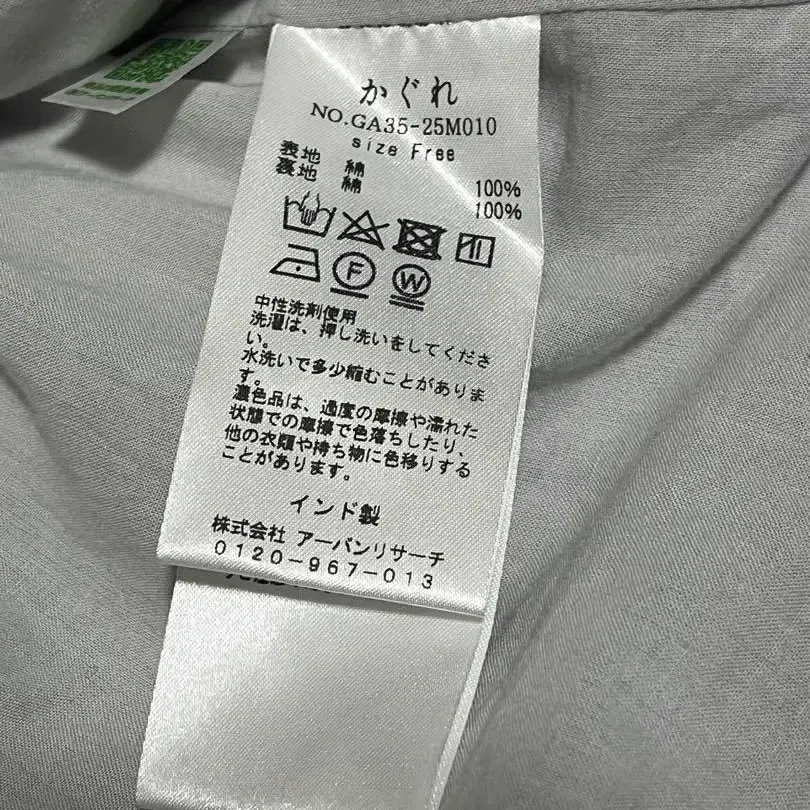 かぐれ
NO.GA35-25M010
size Free
表地 綿 100%
裏地 綿 100%
F W
中性洗剤使用
洗濯は、押し洗いをしてくださ
い。
水洗いで多少縮むことがありま
す。
濃色品は、過度の摩擦や濡れた
状態での摩擦で色落ちしたり、
他の衣類や持ち物に色移りする
ことがあります。
インド製
株式会社 アーバンリサーチ
0120-967-013